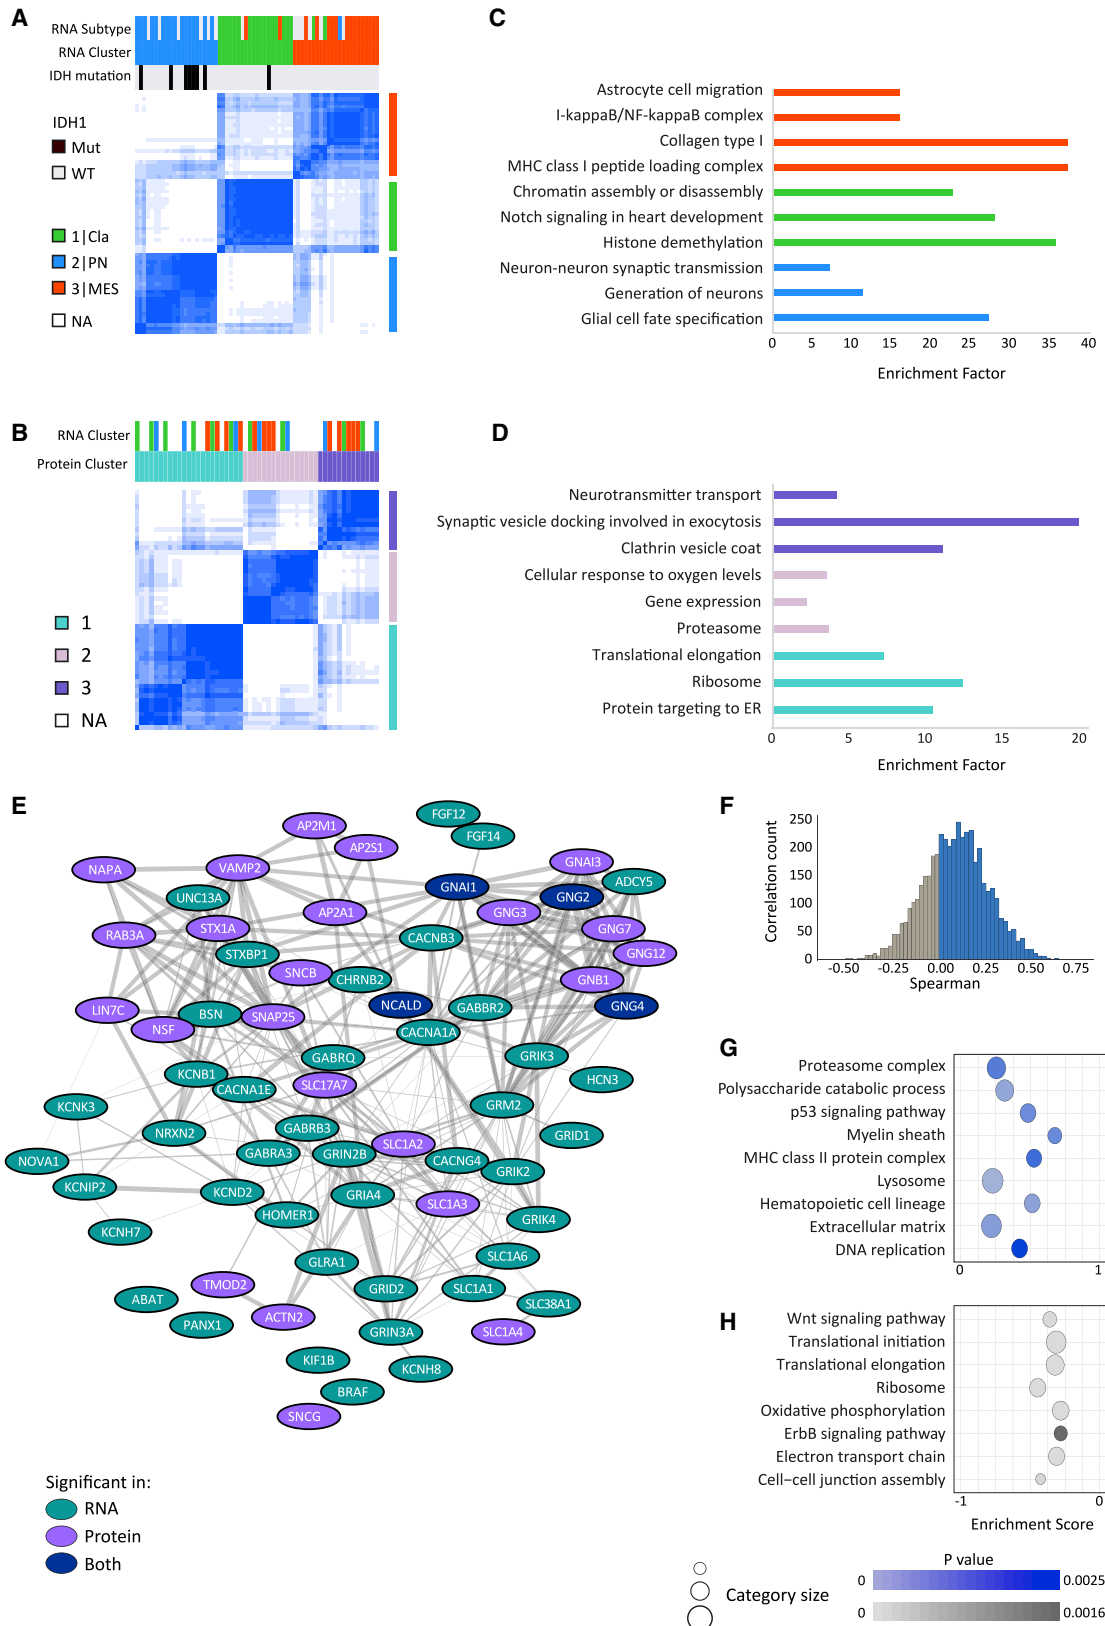 A
RNA Subtype
RNA Cluster
IDH mutation
IDH1
Mut
WT
1|Cla
2|PN
3|MES
NA
C
Astrocyte cell migration
I-kappaB/NF-kappaB complex
Collagen type I
MHC class I peptide loading complex
Chromatin assembly or disassembly
Notch signaling in heart development
Histone demethylation
Neuron-neuron synaptic transmission
Generation of neurons
Glial cell fate specification
0 5 10 15 20 25 30 35 40
Enrichment Factor
B
RNA Cluster
Protein Cluster
1
2
3
NA
D
Neurotransmitter transport
Synaptic vesicle docking involved in exocytosis
Clathrin vesicle coat
Cellular response to oxygen levels
Gene expression
Proteasome
Translational elongation
Ribosome
Protein targeting to ER
0 5 10 15 20
Enrichment Factor
E
FGF12
AP2M1
FGF14
AP2S1
GNAI3
NAPA
VAMP2
ADCY5
GNAI1
UNC13A
GNG2
AP2A1
GNG3
STX1A
GNG7
RAB3A
CACNB3
STXBP1
GNG12
SNCB
CHRNB2
GNB1
NCALD
GABBR2
GNG4
LIN7C
BSN
SNAP25
NSF
CACNA1A
GABRQ
GRIK3
KCNB1
HCN3
SLC17A7
CACNA1E
KCNK3
GRM2
GABRB3
NRXN2
GRID1
SLC1A2
GABRA3
GRIN2B
NOVA1
CACNG4
GRIK2
KCNIP2
KCND2
GRIA4
SLC1A3
HOMER1
GRIK4
KCNH7
SLC1A6
GLRA1
TMOD2
GRID2
SLC1A1
ABAT
SLC38A1
ACTN2
PANX1
GRIN3A
SLC1A4
KIF1B
KCNH8
BRAF
SNCG
Significant in:
RNA
Protein
Both
F
Correlation count
250
200
150
100
50
0
-0.50 -0.25 0.00 0.25 0.50 0.75
Spearman
G
Proteasome complex
Polysaccharide catabolic process
p53 signaling pathway
Myelin sheath
MHC class II protein complex
Lysosome
Hematopoietic cell lineage
Extracellular matrix
DNA replication
0 1
H
Wnt signaling pathway
Translational initiation
Translational elongation
Ribosome
Oxidative phosphorylation
ErbB signaling pathway
Electron transport chain
Cell−cell junction assembly
-1 0
Enrichment Score
P value
Category size
0 0.0025
0 0.0016